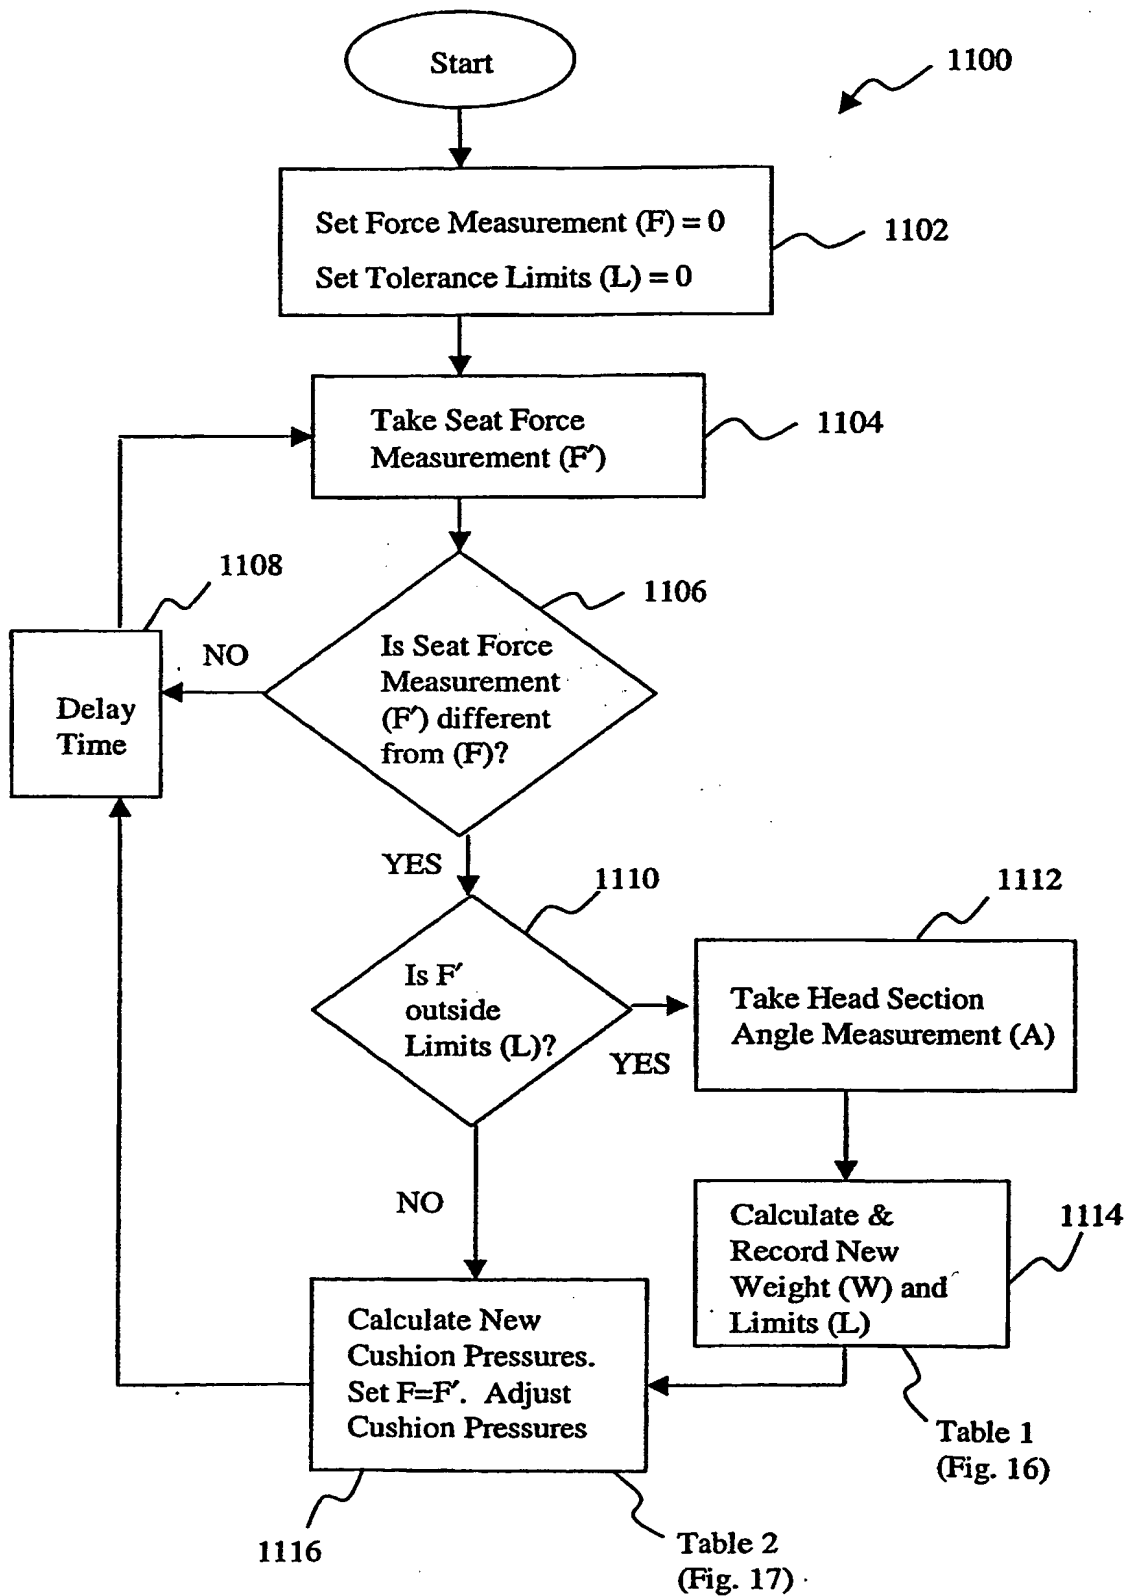 Start
1100
Set Force Measurement (F) = 0
Set Tolerance Limits (L) = 0
1102
Take Seat Force
Measurement (F′)
1104
1108
1106
Is Seat Force
Measurement
(F′) different
from (F)?
NO
Delay
Time
YES
1110
1112
Is F′
outside
Limits (L)?
YES
Take Head Section
Angle Measurement (A)
NO
Calculate &
Record New
Weight (W) and
Limits (L)
1114
Calculate New
Cushion Pressures.
Set F=F′. Adjust
Cushion Pressures
Table 1
(Fig. 16)
1116
Table 2
(Fig. 17)